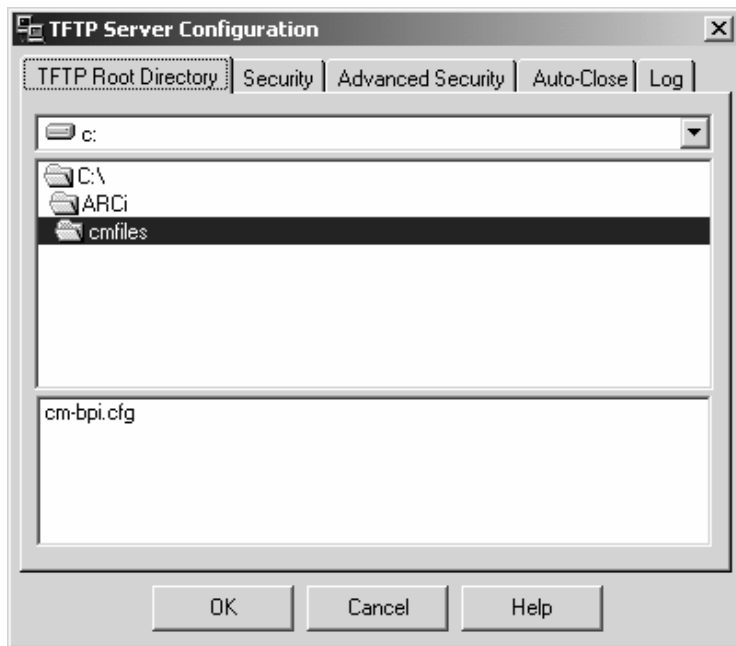 TFTP Server Configuration
TFTP Root Directory Security Advanced Security Auto-Close Log
c:
C:\
ARCi
cmfiles
cm-bpi.cfg
OK Cancel Help